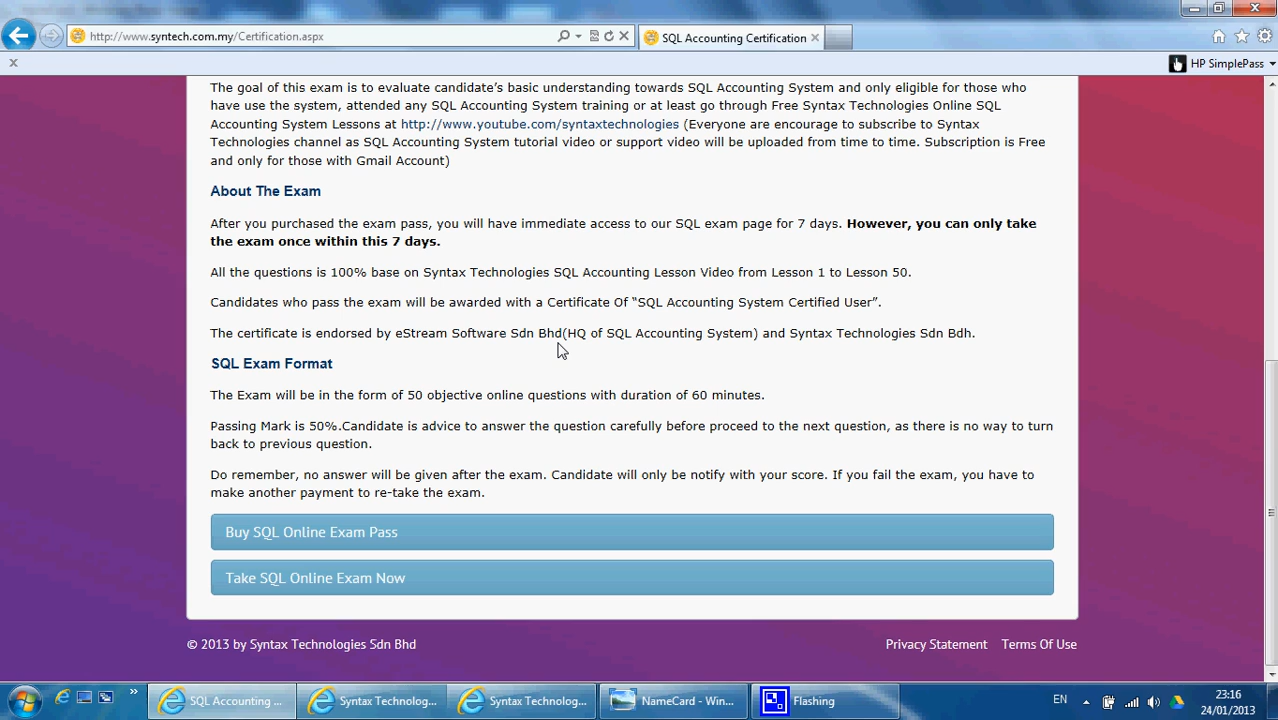 http://www.syntech.com.my/Certification.aspx
SQL Accounting Certification
x
HP SimplePass
The goal of this exam is to evaluate candidate's basic understanding towards SQL Accounting System and only eligible for those who
have use the system, attended any SQL Accounting System training or at least go through Free Syntax Technologies Online SQL
Accounting System Lessons at http://www.youtube.com/syntaxtechnologies (Everyone are encourage to subscribe to Syntax
Technologies channel as SQL Accounting System tutorial video or support video will be uploaded from time to time. Subscription is Free
and only for those with Gmail Account)
About The Exam
After you purchased the exam pass, you will have immediate access to our SQL exam page for 7 days. However, you can only take
the exam once within this 7 days.
All the questions is 100% base on Syntax Technologies SQL Accounting Lesson Video from Lesson 1 to Lesson 50.
Candidates who pass the exam will be awarded with a Certificate Of “SQL Accounting System Certified User”.
The certificate is endorsed by eStream Software Sdn Bhd(HQ of SQL Accounting System) and Syntax Technologies Sdn Bdh.
SQL Exam Format
The Exam will be in the form of 50 objective online questions with duration of 60 minutes.
Passing Mark is 50%.Candidate is advice to answer the question carefully before proceed to the next question, as there is no way to turn
back to previous question.
Do remember, no answer will be given after the exam. Candidate will only be notify with your score. If you fail the exam, you have to
make another payment to re-take the exam.
Buy SQL Online Exam Pass
Take SQL Online Exam Now
© 2013 by Syntax Technologies Sdn Bhd
Privacy Statement
Terms Of Use
SQL Accounting ...
Syntax Technolog...
Syntax Technolog...
NameCard - Win...
Flashing
EN
23:16
24/01/2013